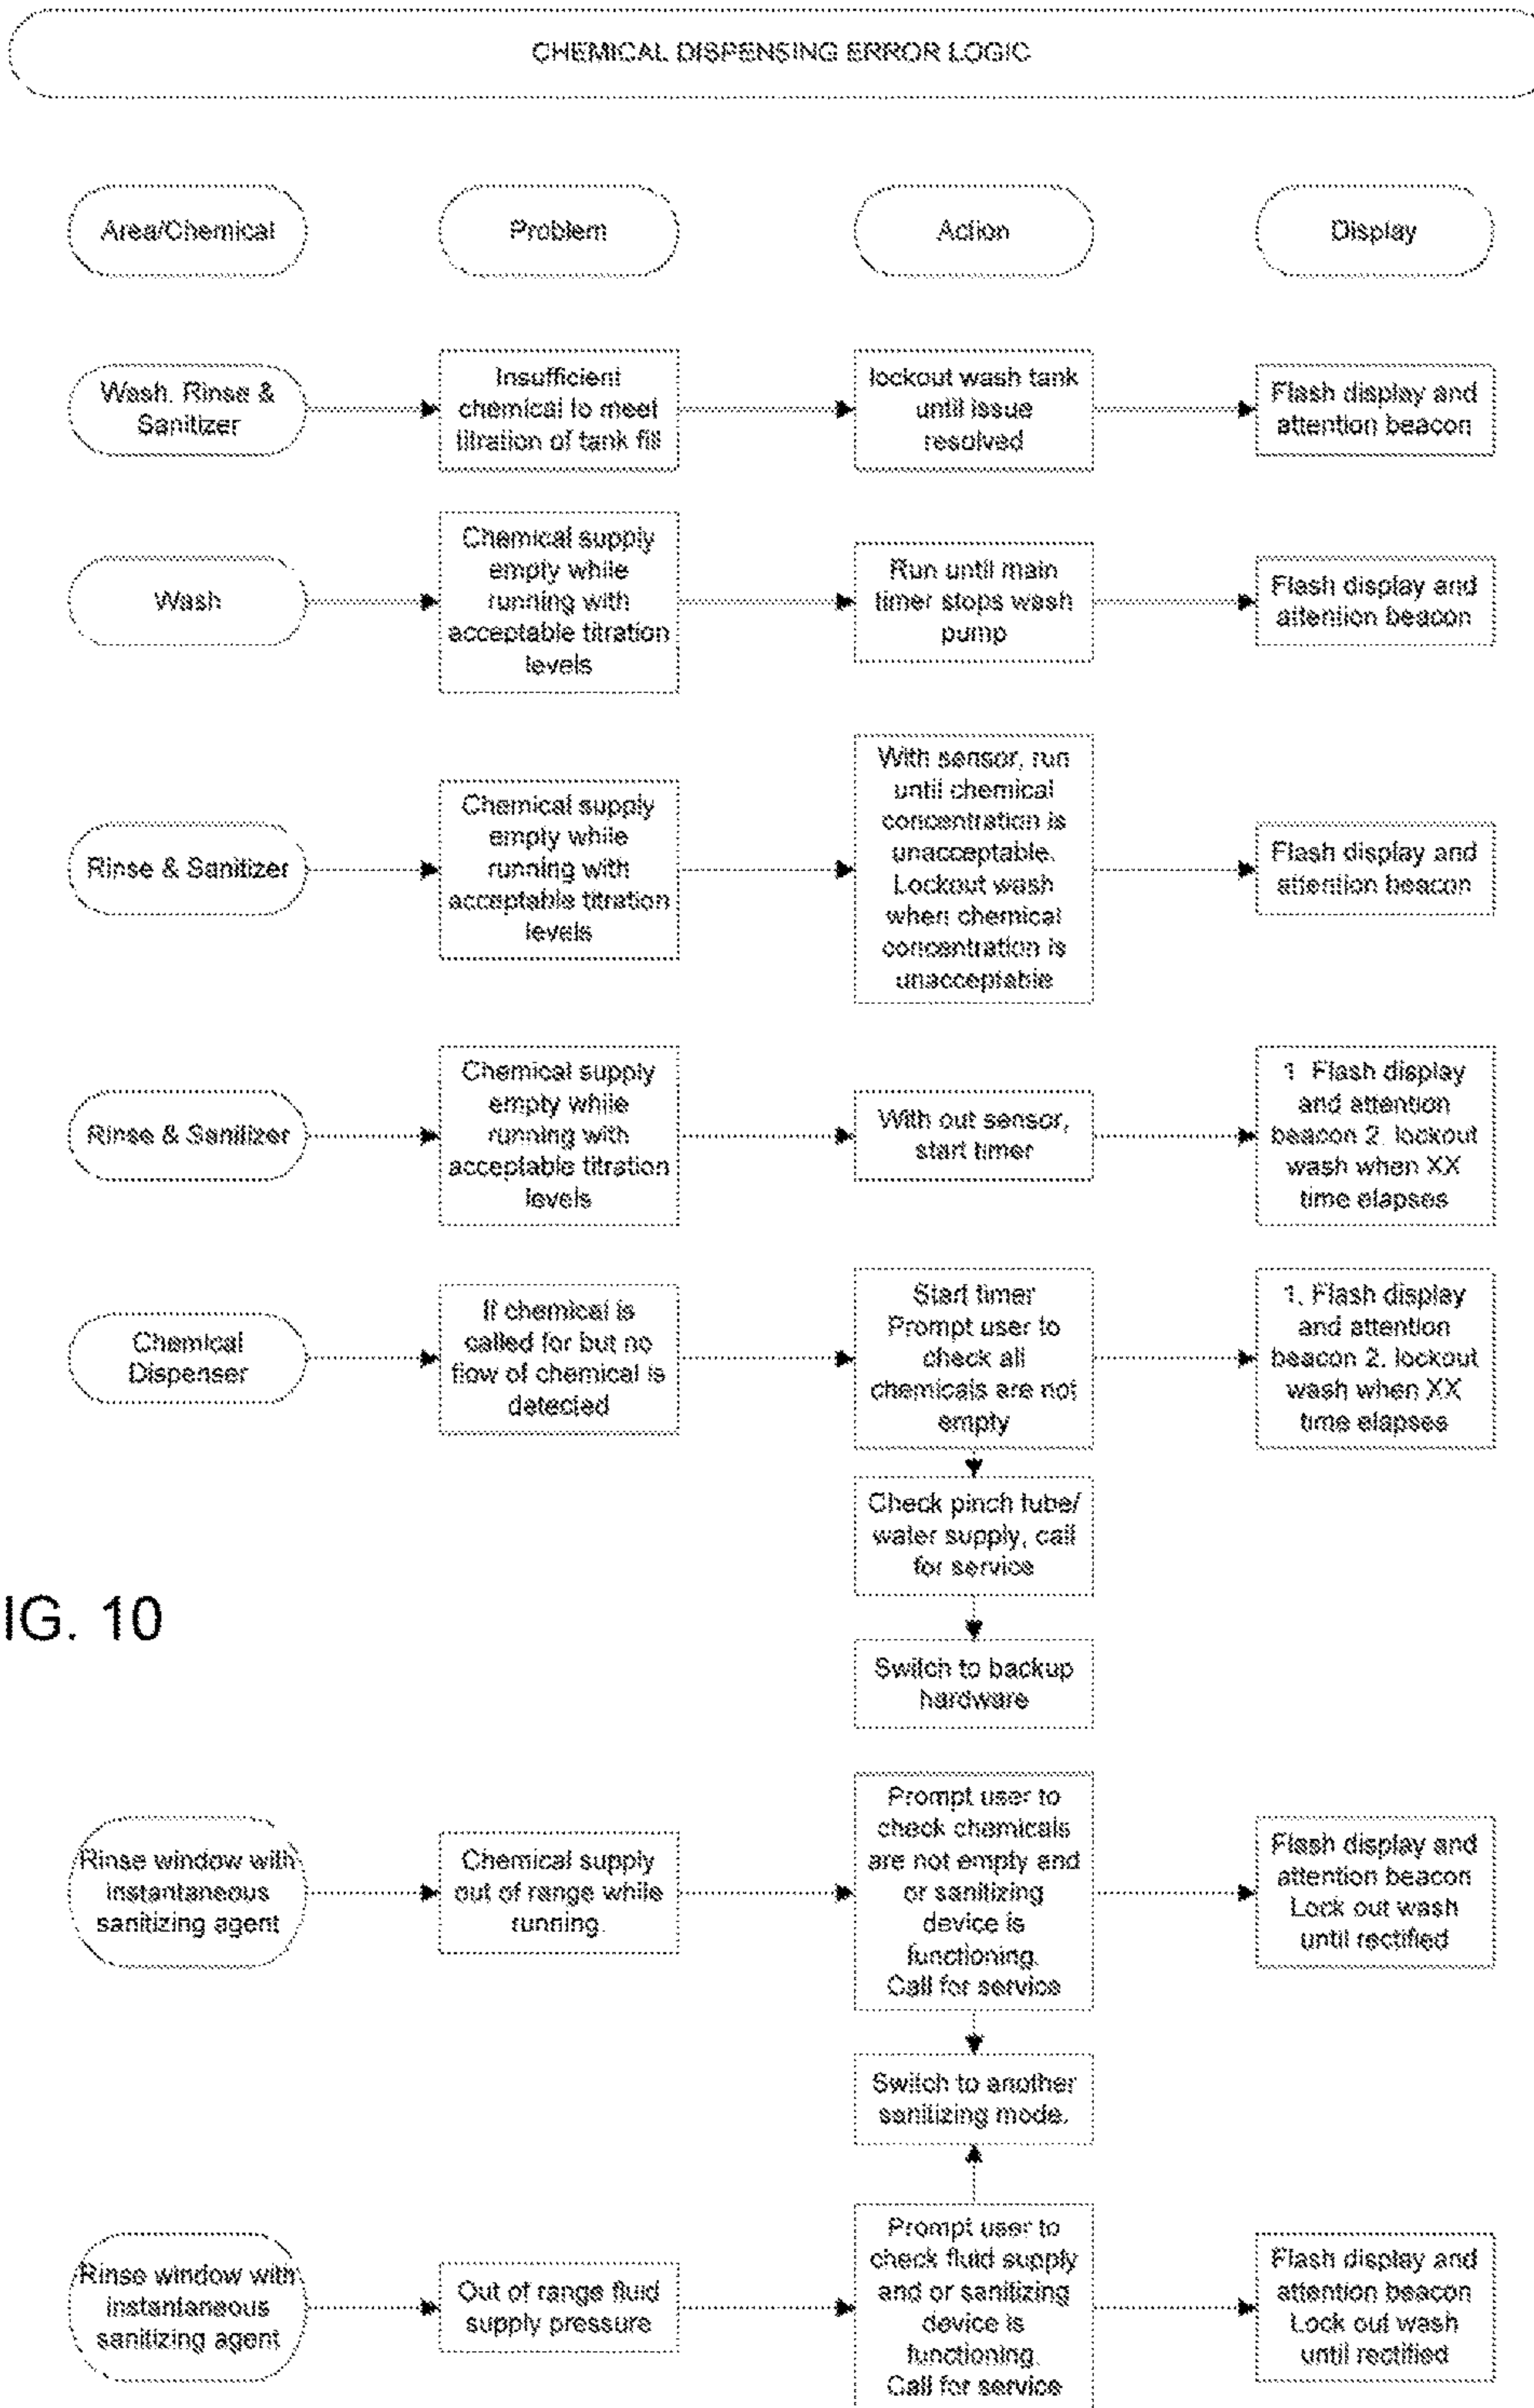 CHEMICAL DISPENSING ERROR LOGIC
Area/Chemical
Problem
Action
Display
Wash. Rinse &
Sanitizer
Insufficient
chemical to meet
titration of tank fill
lockout wash tank
until issue
resolved
Flash display and
attention beacon
Wash
Chemical supply
empty while
running with
acceptable titration
levels
Run until main
timer stops wash
pump
Flash display and
attention beacon
Rinse & Sanitizer
Chemical supply
empty while
running with
acceptable titration
levels
With sensor, run
until chemical
concentration is
unacceptable.
Lockout wash
when chemical
concentration is
unacceptable
Flash display and
attention beacon
Rinse & Sanitizer
Chemical supply
empty while
running with
acceptable titration
levels
With out sensor,
start timer
1. Flash display
and attention
beacon 2. lockout
wash when XX
time elapses
Chemical
Dispenser
If chemical is
called for but no
flow of chemical is
detected
Start timer
Prompt user to
check all
chemicals are not
empty
1. Flash display
and attention
beacon 2. lockout
wash when XX
time elapses
Check pinch tube/
water supply, call
for service
IG. 10
Switch to backup
hardware
Rinse window with
instantaneous
sanitizing agent
Chemical supply
out of range while
running.
Prompt user to
check chemicals
are not empty and
or sanitizing
device is
functioning.
Call for service
Flash display and
attention beacon
Lock out wash
until rectified
Switch to another
sanitizing mode.
Rinse window with
instantaneous
sanitizing agent
Out of range fluid
supply pressure
Prompt user to
check fluid supply
and or sanitizing
device is
functioning.
Call for service
Flash display and
attention beacon
Lock out wash
until rectified